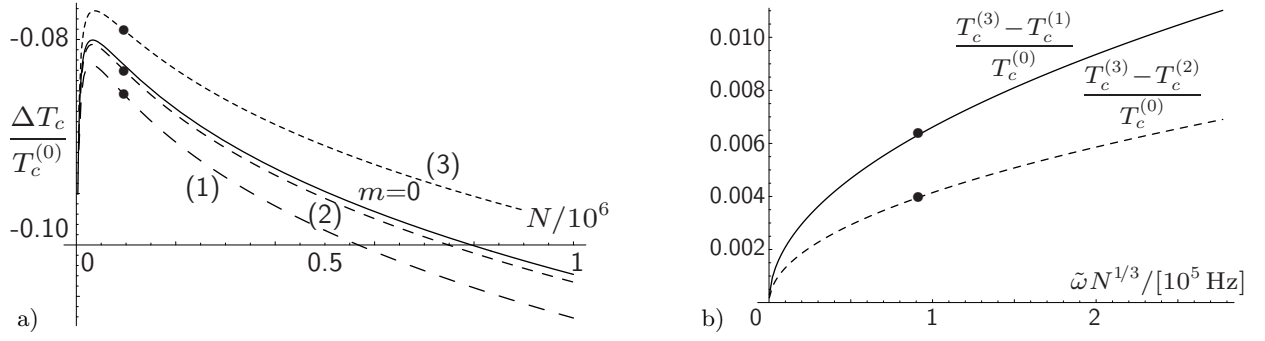 -0.08
ΔT_c
T_c^(0)
(3)
(1)
m=0
(2)
N/10^6
-0.10
0
0.5
1
a)
0.010
T_c^(3) − T_c^(1)
T_c^(0)
0.008
T_c^(3) − T_c^(2)
T_c^(0)
0.006
0.004
0.002
ω̃N^1/3/[10^5 Hz]
0
1
2
b)